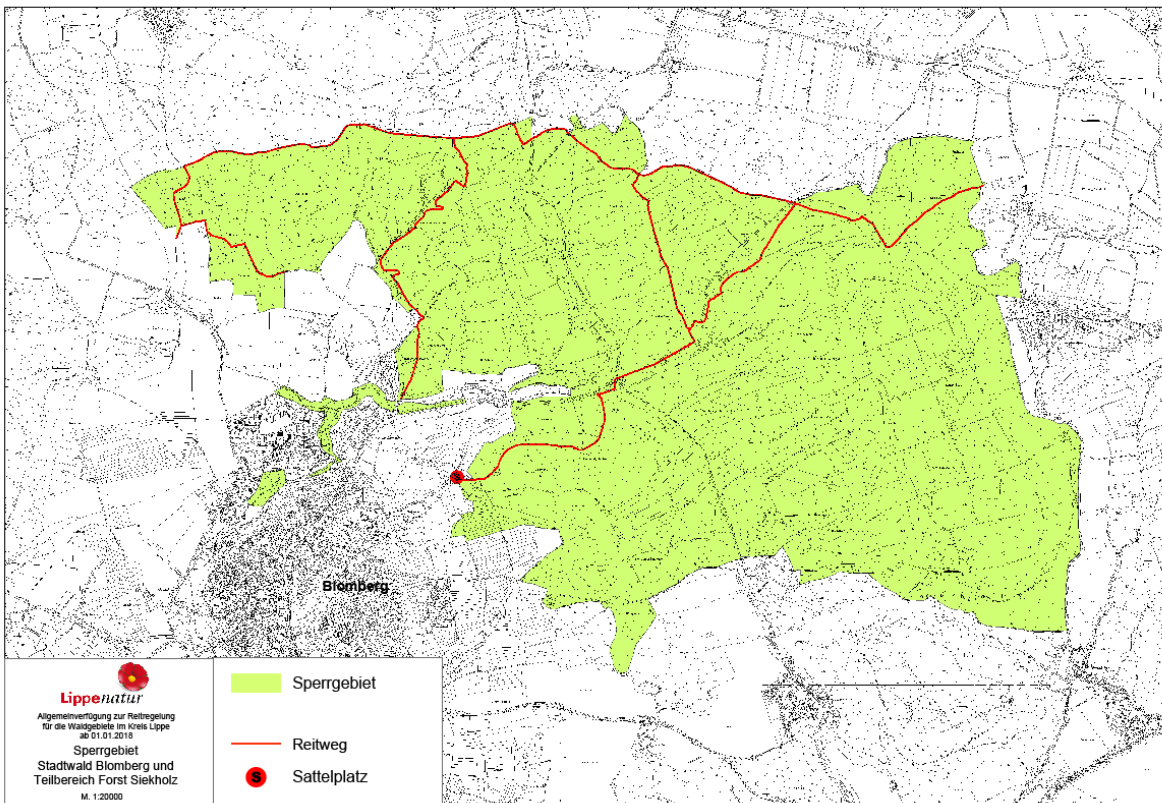 Blomberg
Lippenatur
Allgemeinverfügung zur Reitregelung
für die Waldgebiete im Kreis Lippe
ab 01.01.2018
Sperrgebiet
Stadtwald Blomberg und
Teilbereich Forst Siekholz
M. 1:20000
Sperrgebiet
Reitweg
S
Sattelplatz